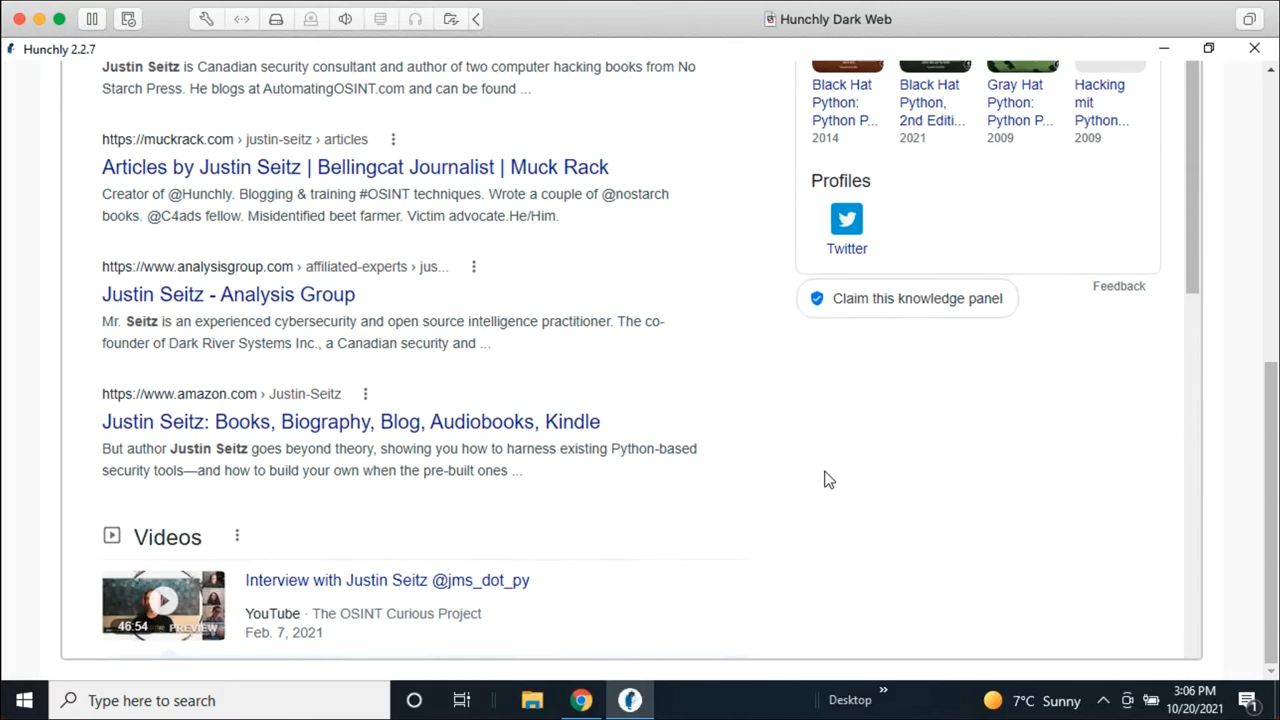 Hunchly Dark Web
Hunchly 2.2.7
Justin Seitz is Canadian security consultant and author of two computer hacking books from No
Starch Press. He blogs at AutomatingOSINT.com and can be found ...
https://muckrack.com › justin-seitz › articles
Articles by Justin Seitz | Bellingcat Journalist | Muck Rack
Creator of @Hunchly. Blogging & training #OSINT techniques. Wrote a couple of @nostarch
books. @C4ads fellow. Misidentified beet farmer. Victim advocate.He/Him.
https://www.analysisgroup.com › affiliated-experts › jus...
Justin Seitz - Analysis Group
Mr. Seitz is an experienced cybersecurity and open source intelligence practitioner. The co-
founder of Dark River Systems Inc., a Canadian security and ...
https://www.amazon.com › Justin-Seitz
Justin Seitz: Books, Biography, Blog, Audiobooks, Kindle
But author Justin Seitz goes beyond theory, showing you how to harness existing Python-based
security tools—and how to build your own when the pre-built ones ...
Videos
46:54 PREVIEW
Interview with Justin Seitz @jms_dot_py
YouTube · The OSINT Curious Project
Feb. 7, 2021
Black Hat
Python:
Python P...
2014
Black Hat
Python,
2nd Editi...
2021
Gray Hat
Python:
Python P...
2009
Hacking
mit
Python...
2009
Profiles
Twitter
Feedback
Claim this knowledge panel
Type here to search
Desktop
»
7°C Sunny
3:06 PM
10/20/2021
1